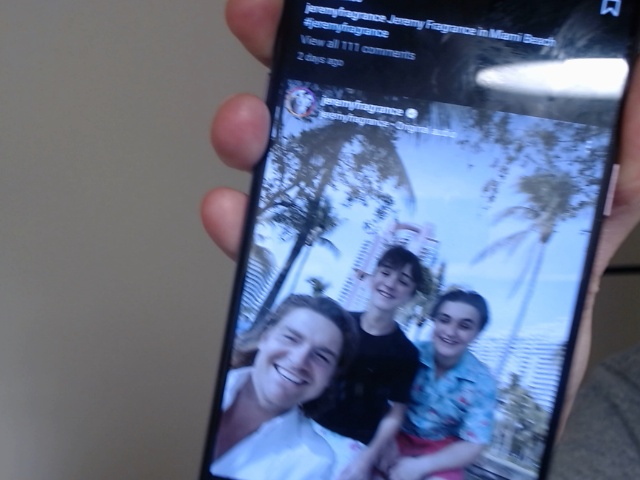 jeremyfragrance Jeremy Fragrance in Miami Beach
#jeremyfragrance
View all 111 comments
2 days ago
jeremyfragrance
jeremyfragrance • Original audio